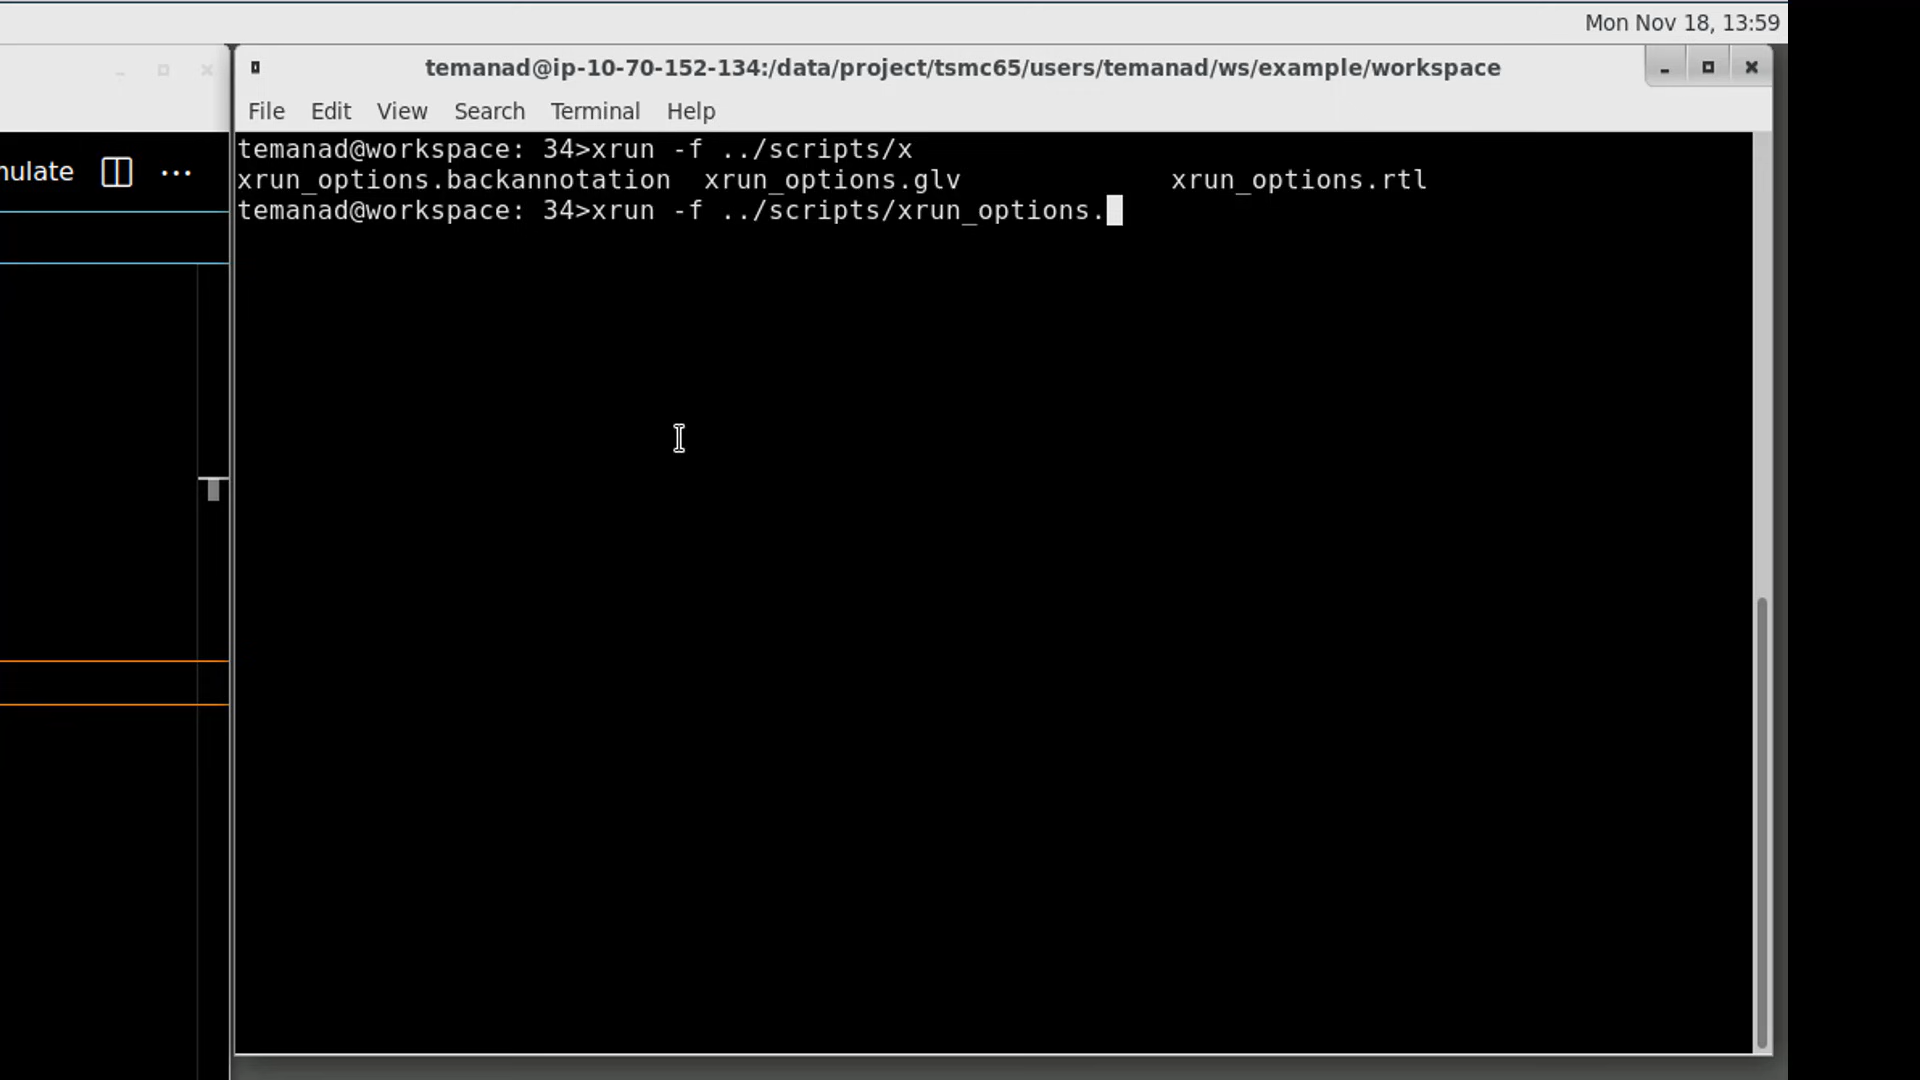 Mon Nov 18, 13:59
temanad@ip-10-70-152-134:/data/project/tsmc65/users/temanad/ws/example/workspace
File Edit View Search Terminal Help
nulate ...
temanad@workspace: 34>xrun -f ../scripts/x
xrun_options.backannotation xrun_options.glv xrun_options.rtl
temanad@workspace: 34>xrun -f ../scripts/xrun_options.